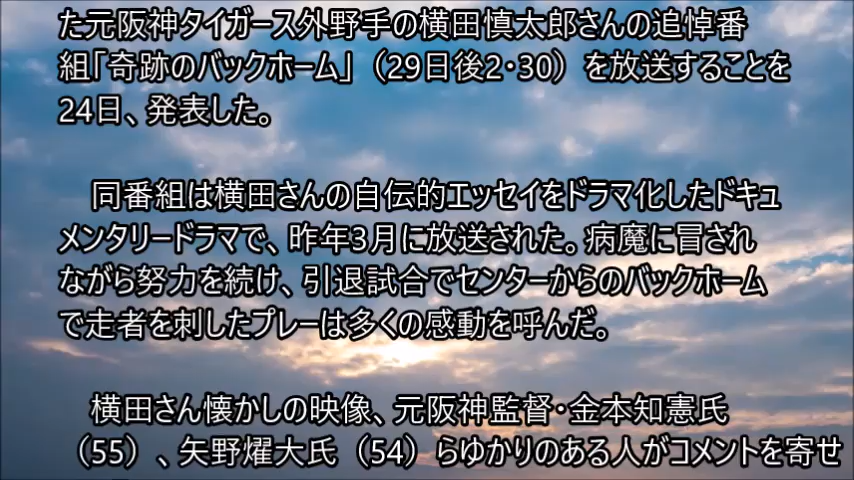 た元阪神タイガース外野手の横田慎太郎さんの追悼番
組「奇跡のバックホーム」（29日後2・30）を放送することを
24日、発表した。
同番組は横田さんの自伝的エッセイをドラマ化したドキュ
メンタリードラマで、昨年3月に放送された。病魔に冒され
ながら努力を続け、引退試合でセンターからのバックホーム
で走者を刺したプレーは多くの感動を呼んだ。
横田さん懐かしの映像、元阪神監督・金本知憲氏
（55）、矢野燿大氏（54）らゆかりのある人がコメントを寄せ